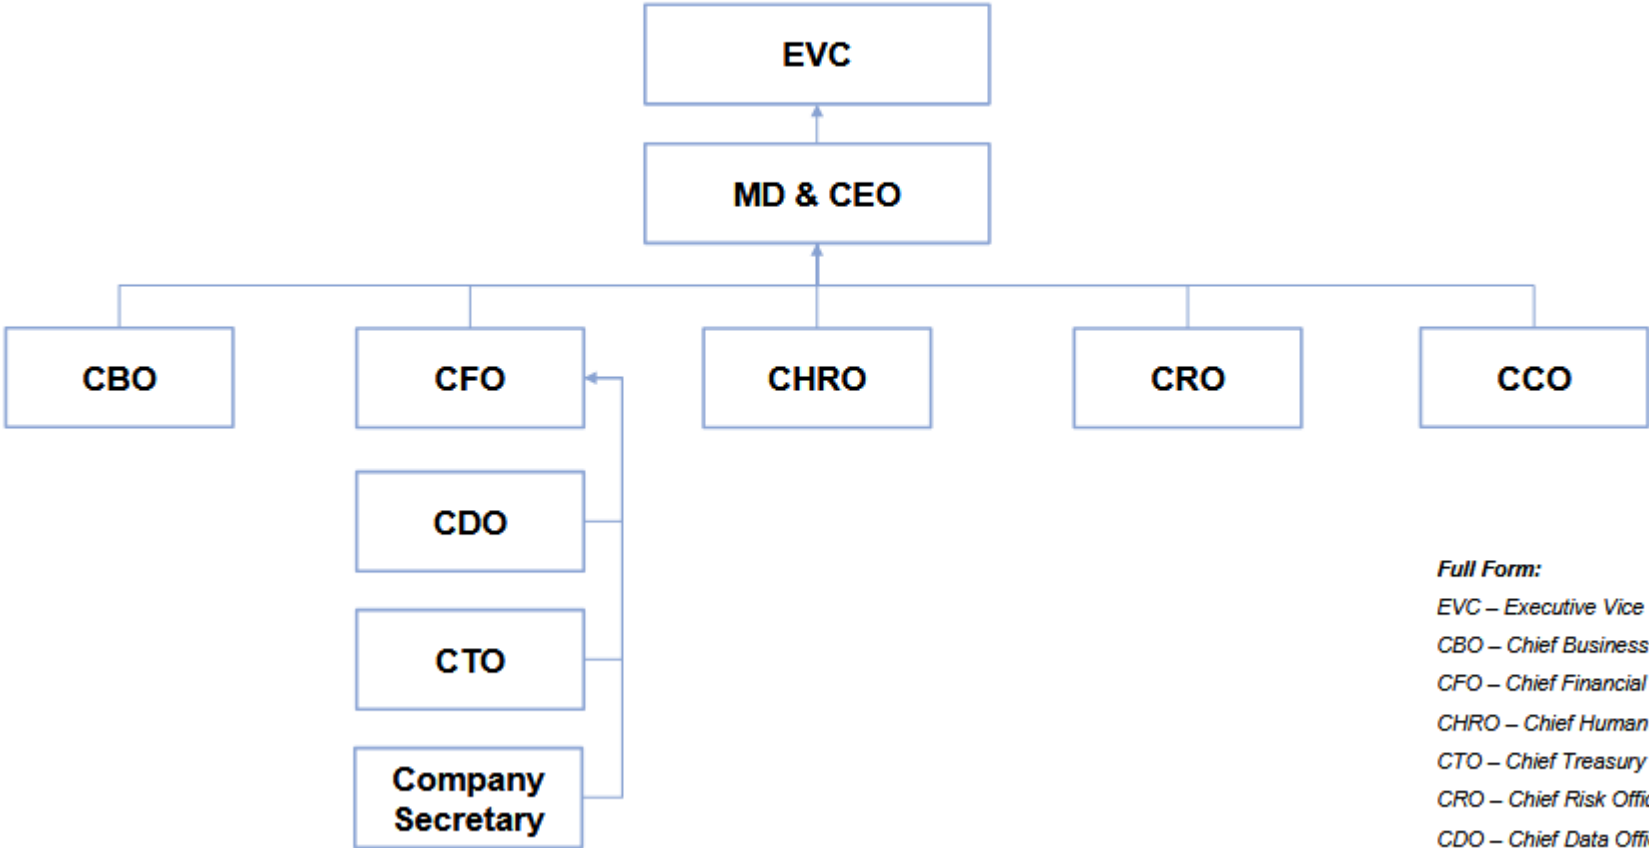 EVC
MD & CEO
CBO
CFO
CHRO
CRO
CCO
CDO
CTO
Company
Secretary
Full Form:
EVC – Executive Vice
CBO – Chief Business
CFO – Chief Financial
CHRO – Chief Human
CTO – Chief Treasury
CRO – Chief Risk
CDO – Chief Data